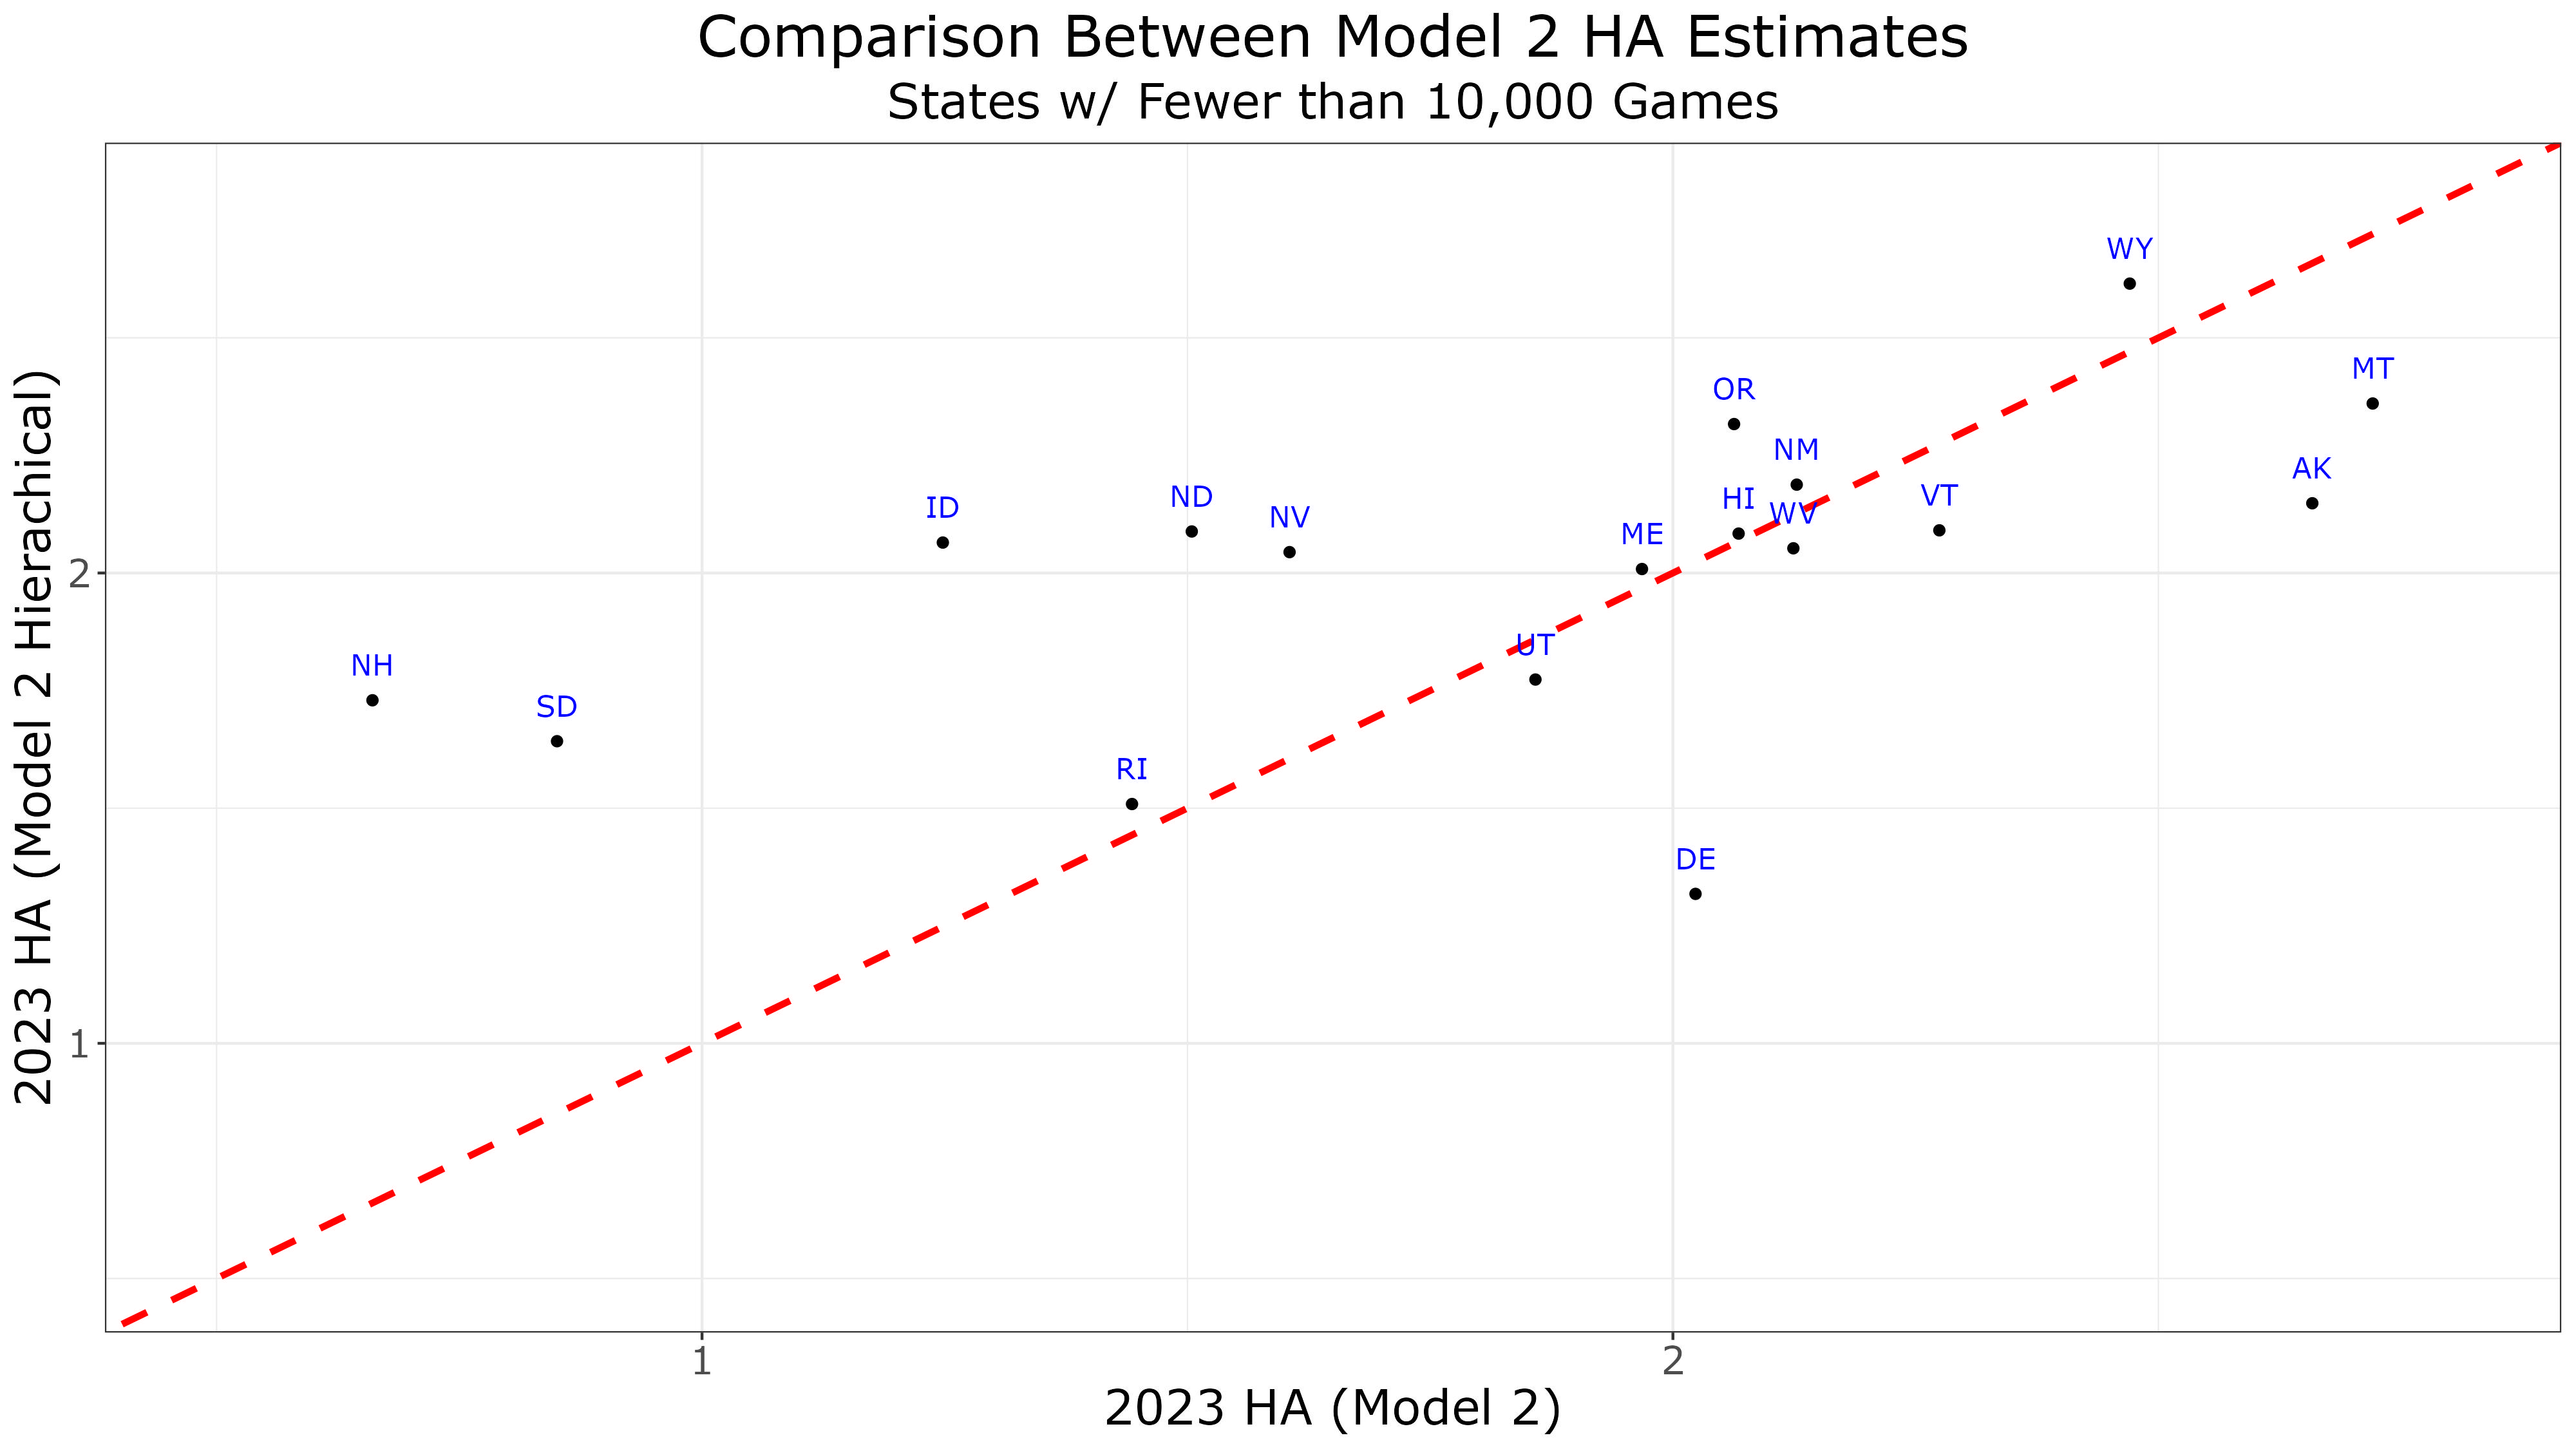 Comparison Between Model 2 HA Estimates
States w/ Fewer than 10,000 Games
2023 HA (Model 2 Hierachical)
2
1
WY
MT
OR
NM
AK
HI
WV
VT
ID
ND
NV
ME
UT
NH
SD
RI
DE
1
2
2023 HA (Model 2)